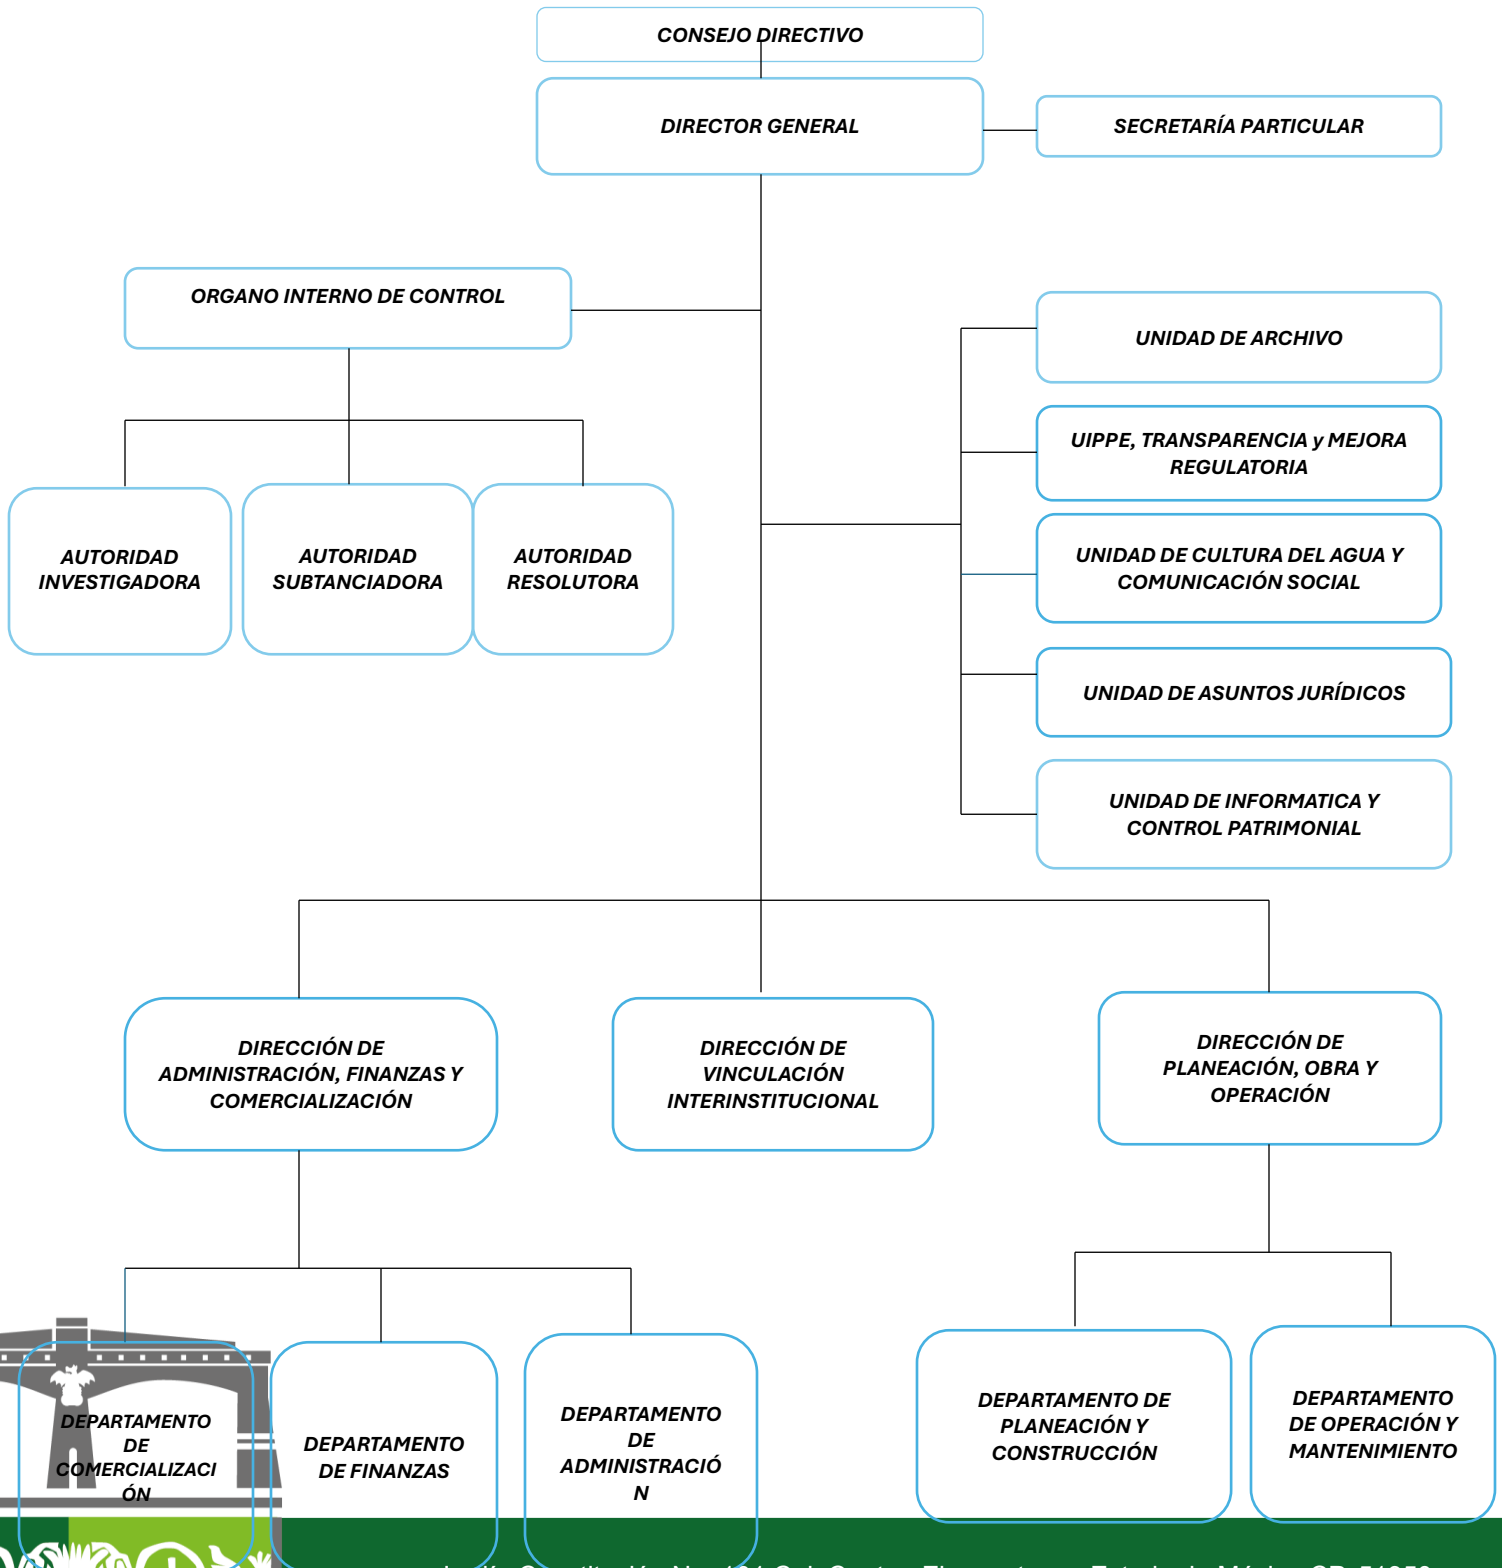 CONSEJO DIRECTIVO
DIRECTOR GENERAL
SECRETARÍA PARTICULAR
ORGANO INTERNO DE CONTROL
UNIDAD DE ARCHIVO
UIPPE, TRANSPARENCIA y MEJORA
REGULATORIA
AUTORIDAD
INVESTIGADORA
AUTORIDAD
SUBTANCIADORA
AUTORIDAD
RESOLUTORA
UNIDAD DE CULTURA DEL AGUA Y
COMUNICACIÓN SOCIAL
UNIDAD DE ASUNTOS JURÍDICOS
UNIDAD DE INFORMATICA Y
CONTROL PATRIMONIAL
DIRECCIÓN DE
ADMINISTRACIÓN, FINANZAS Y
COMERCIALIZACIÓN
DIRECCIÓN DE
VINCULACIÓN
INTERINSTITUCIONAL
DIRECCIÓN DE
PLANEACIÓN, OBRA Y
OPERACIÓN
DEPARTAMENTO
DE
COMERCIALIZACI
ÓN
DEPARTAMENTO
DE FINANZAS
DEPARTAMENTO
DE
ADMINISTRACIÓ
N
DEPARTAMENTO DE
PLANEACIÓN Y
CONSTRUCCIÓN
DEPARTAMENTO
DE OPERACIÓN Y
MANTENIMIENTO